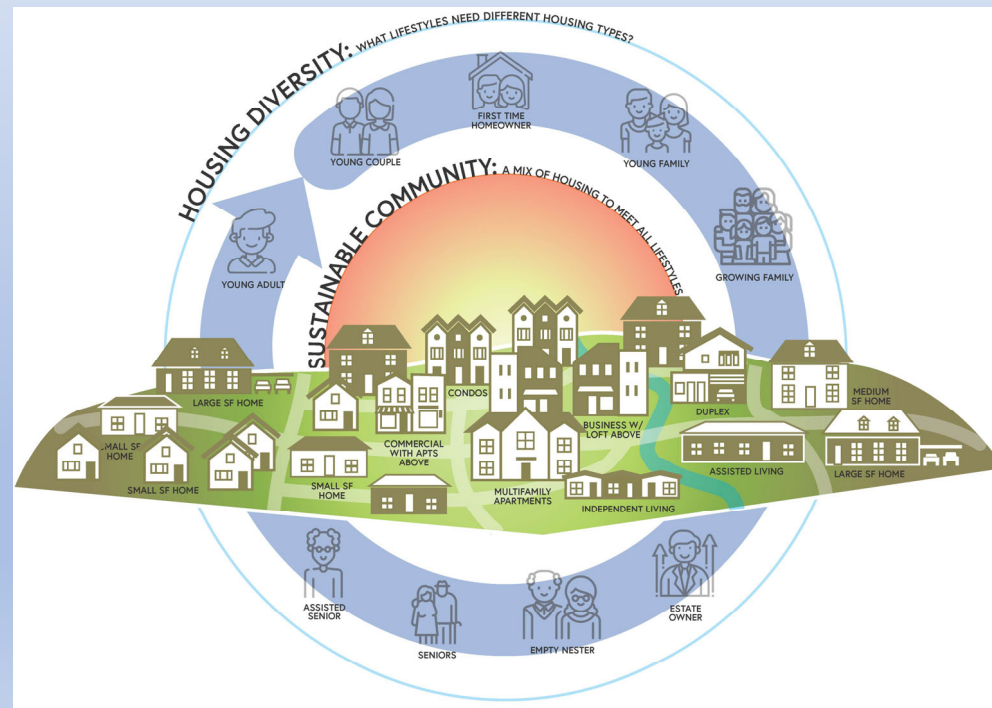 HOUSING DIVERSITY: WHAT LIFESTYLES NEED DIFFERENT HOUSING TYPES?
FIRST TIME
HOMEOWNER
YOUNG COUPLE
YOUNG FAMILY
SUSTAINABLE COMMUNITY: A MIX OF HOUSING TO MEET ALL LIFESTYLES
YOUNG ADULT
GROWING FAMILY
LARGE SF HOME
CONDOS
DUPLEX
MEDIUM
SF HOME
SMALL SF
HOME
COMMERCIAL
WITH APTS
ABOVE
BUSINESS W/
LOFT ABOVE
ASSISTED LIVING
LARGE SF HOME
SMALL SF HOME
SMALL SF
HOME
MULTIFAMILY
APARTMENTS
INDEPENDENT LIVING
ASSISTED
SENIOR
SENIORS
EMPTY NESTER
ESTATE
OWNER